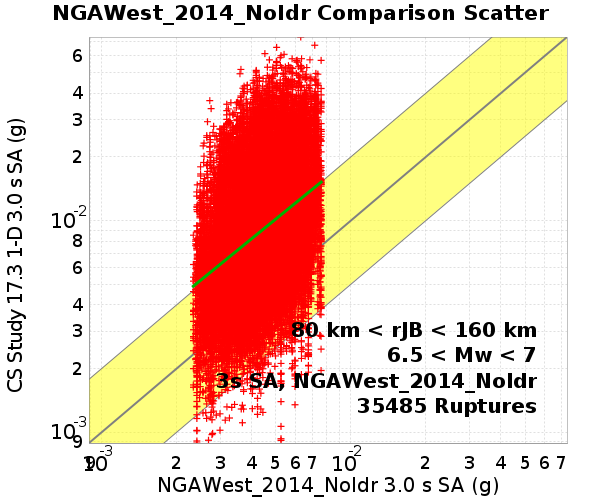 NGAWest_2014_NoIdr Comparison Scatter
CS Study 17.3 1-D 3.0 s SA (g)
6
4
3
2
10-2
8
6
4
3
2
10-3
9
80 km < rJB < 160 km
6.5 < Mw < 7
3s SA, NGAWest_2014_NoIdr
35485 Ruptures
9 10-3 2 3 4 5 6 7 10-2 2 3 4 5 6 7
NGAWest_2014_NoIdr 3.0 s SA (g)